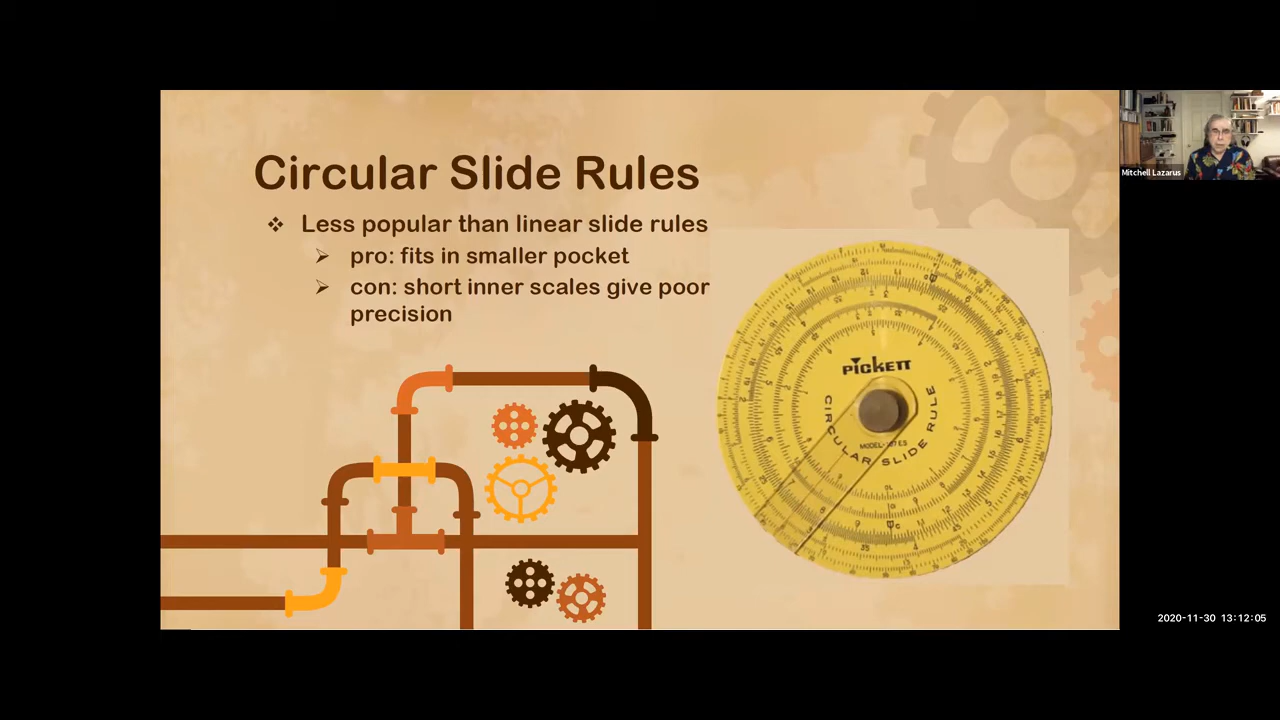 Circular Slide Rules
❖ Less popular than linear slide rules
➢ pro: fits in smaller pocket
➢ con: short inner scales give poor
precision
PICKETT
CIRCULAR SLIDE RULE
Mitchell Lazarus
2020-11-30 13:12:05